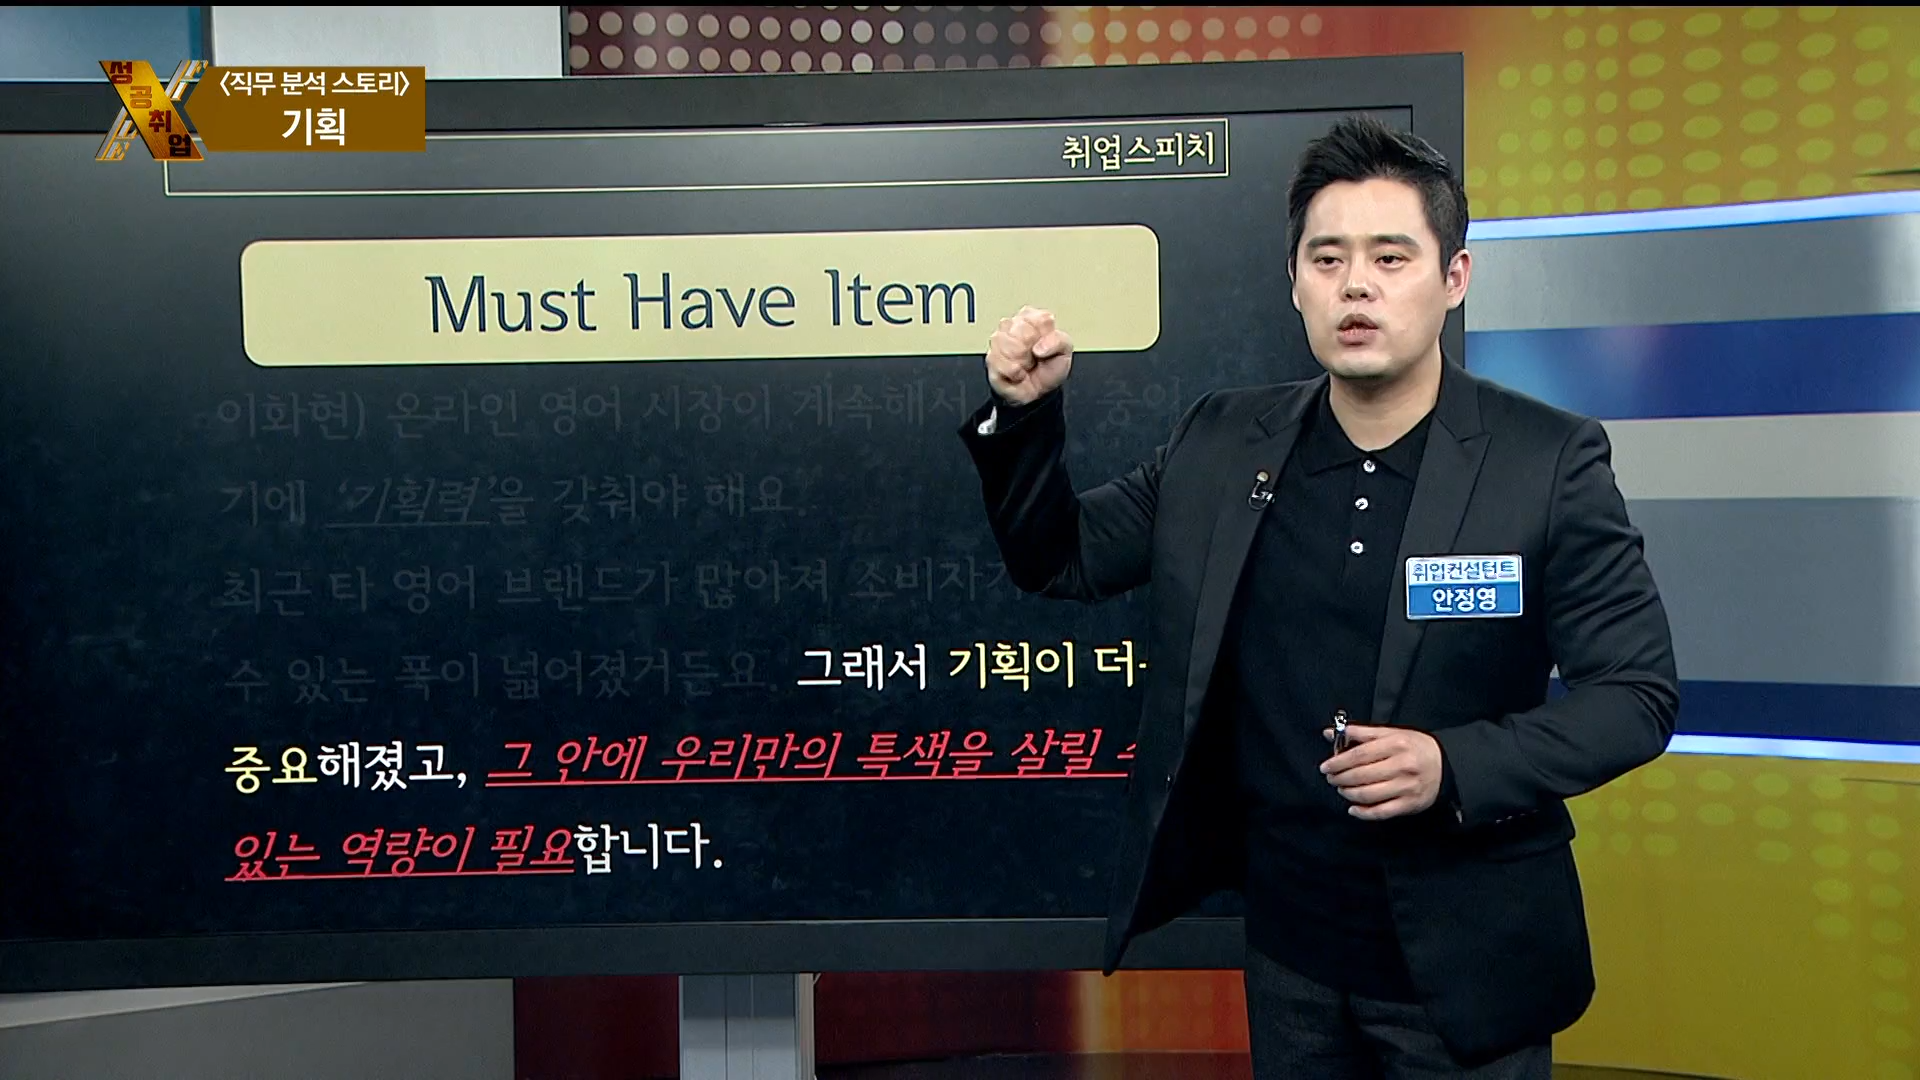 성공취업
<직무 분석 스토리>
기획
취업스피치
Must Have Item
이화현) 온라인 영어 시장이 계속해서 중이
기에 '기획력'을 갖춰야 해요.
최근 타 영어 브랜드가 많아져 소비자가
수 있는 폭이 넓어졌거든요. 그래서 기획이 더
중요해졌고, 그 안에 우리만의 특색을 살릴
있는 역량이 필요합니다.
취업컨설턴트
안정영